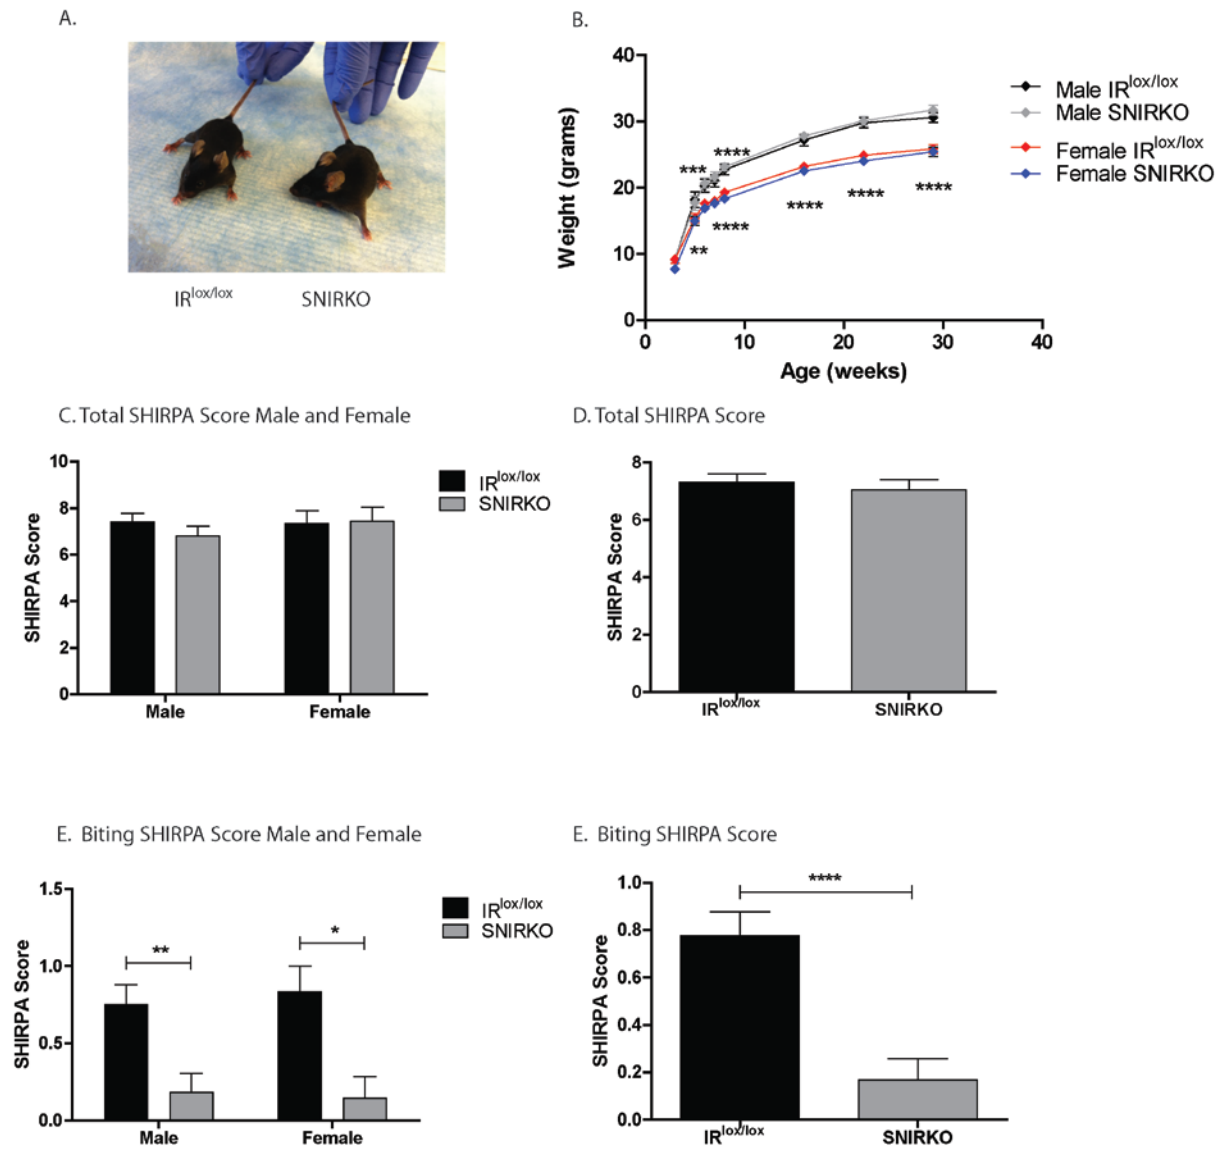 A.
IRlox/lox SNIRKO
B.
Weight (grams)
40
30
20
10
0
*** ****
**** **** ****
** ****
0 10 20 30 40
Age (weeks)
Male IRlox/lox
Male SNIRKO
Female IRlox/lox
Female SNIRKO
C. Total SHIRPA Score Male and Female
SHIRPA Score
10
8
6
4
2
0
Male Female
IRlox/lox
SNIRKO
D. Total SHIRPA Score
SHIRPA Score
8
6
4
2
0
IRlox/lox SNIRKO
E. Biting SHIRPA Score Male and Female
SHIRPA Score
1.5
1.0
0.5
0.0
** *
Male Female
IRlox/lox
SNIRKO
E. Biting SHIRPA Score
SHIRPA Score
1.0
0.8
0.6
0.4
0.2
0.0
****
IRlox/lox SNIRKO